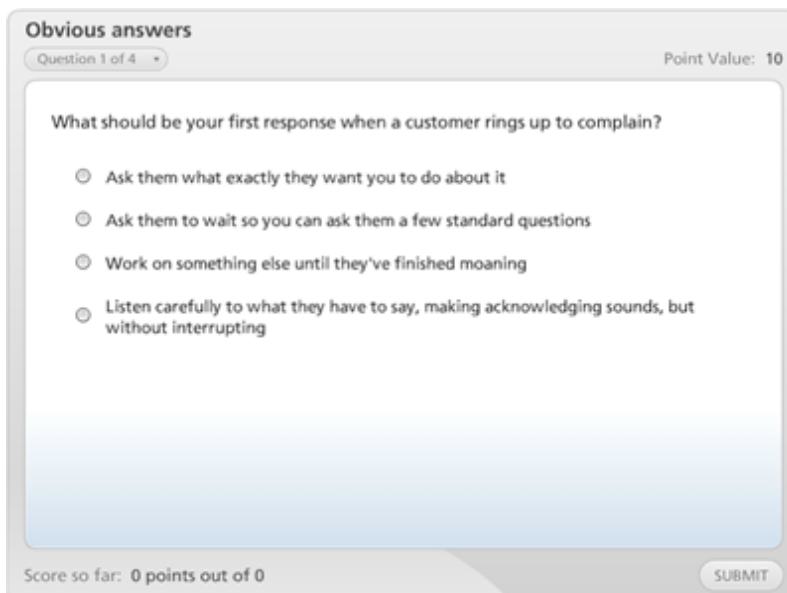 Obvious answers
Question 1 of 4
Point Value: 10
What should be your first response when a customer rings up to complain?
Ask them what exactly they want you to do about it
Ask them to wait so you can ask them a few standard questions
Work on something else until they've finished moaning
Listen carefully to what they have to say, making acknowledging sounds, but
without interrupting
Score so far: 0 points out of 0
SUBMIT